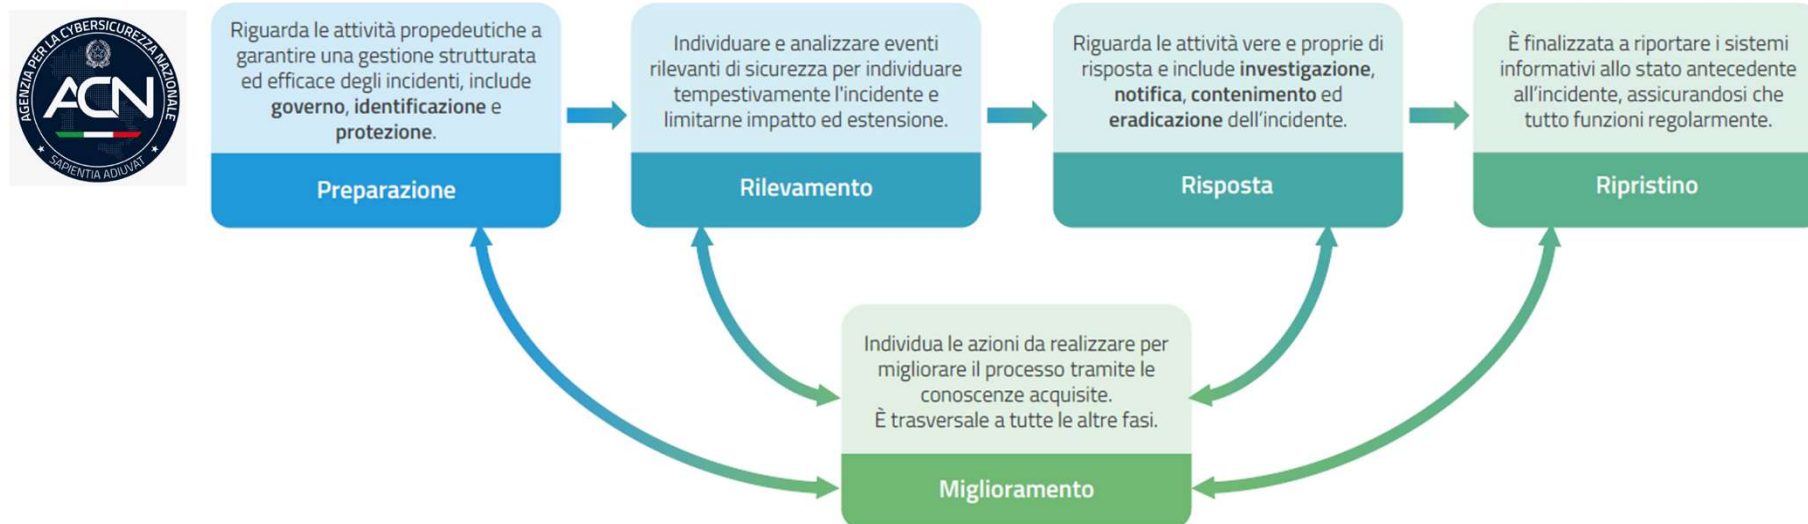 AGENZIA PER LA CYBERSICUREZZA NAZIONALE
ACN
SAPIENTIA ADIUVAT
Riguarda le attività propedeutiche a
garantire una gestione strutturata
ed efficace degli incidenti, include
governo, identificazione e
protezione.
Preparazione
Individuare e analizzare eventi
rilevanti di sicurezza per individuare
tempestivamente l'incidente e
limitarne impatto ed estensione.
Rilevamento
Riguarda le attività vere e proprie di
risposta e include investigazione,
notifica, contenimento ed
eradicazione dell’incidente.
Risposta
È finalizzata a riportare i sistemi
informativi allo stato antecedente
all’incidente, assicurandosi che
tutto funzioni regolarmente.
Ripristino
Individua le azioni da realizzare per
migliorare il processo tramite le
conoscenze acquisite.
È trasversale a tutte le altre fasi.
Miglioramento